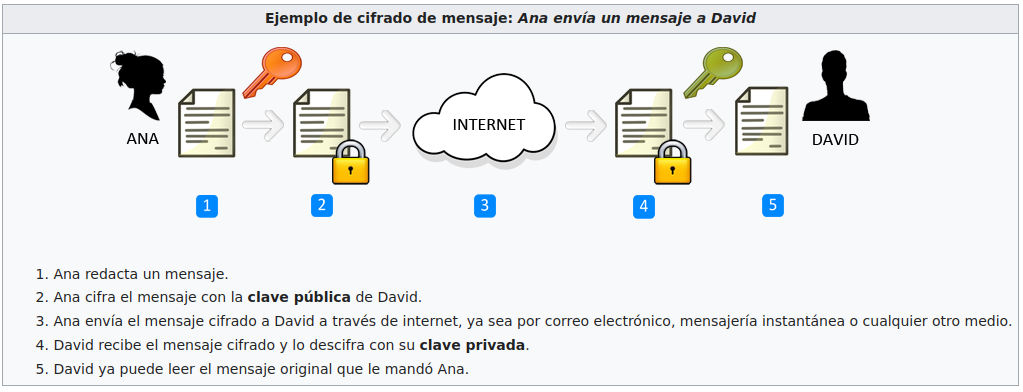 Ejemplo de cifrado de mensaje: Ana envía un mensaje a David
ANA
INTERNET
DAVID
1
2
3
4
5
1. Ana redacta un mensaje.
2. Ana cifra el mensaje con la clave pública de David.
3. Ana envía el mensaje cifrado a David a través de internet, ya sea por correo electrónico, mensajería instantánea o cualquier otro medio.
4. David recibe el mensaje cifrado y lo descifra con su clave privada.
5. David ya puede leer el mensaje original que le mandó Ana.